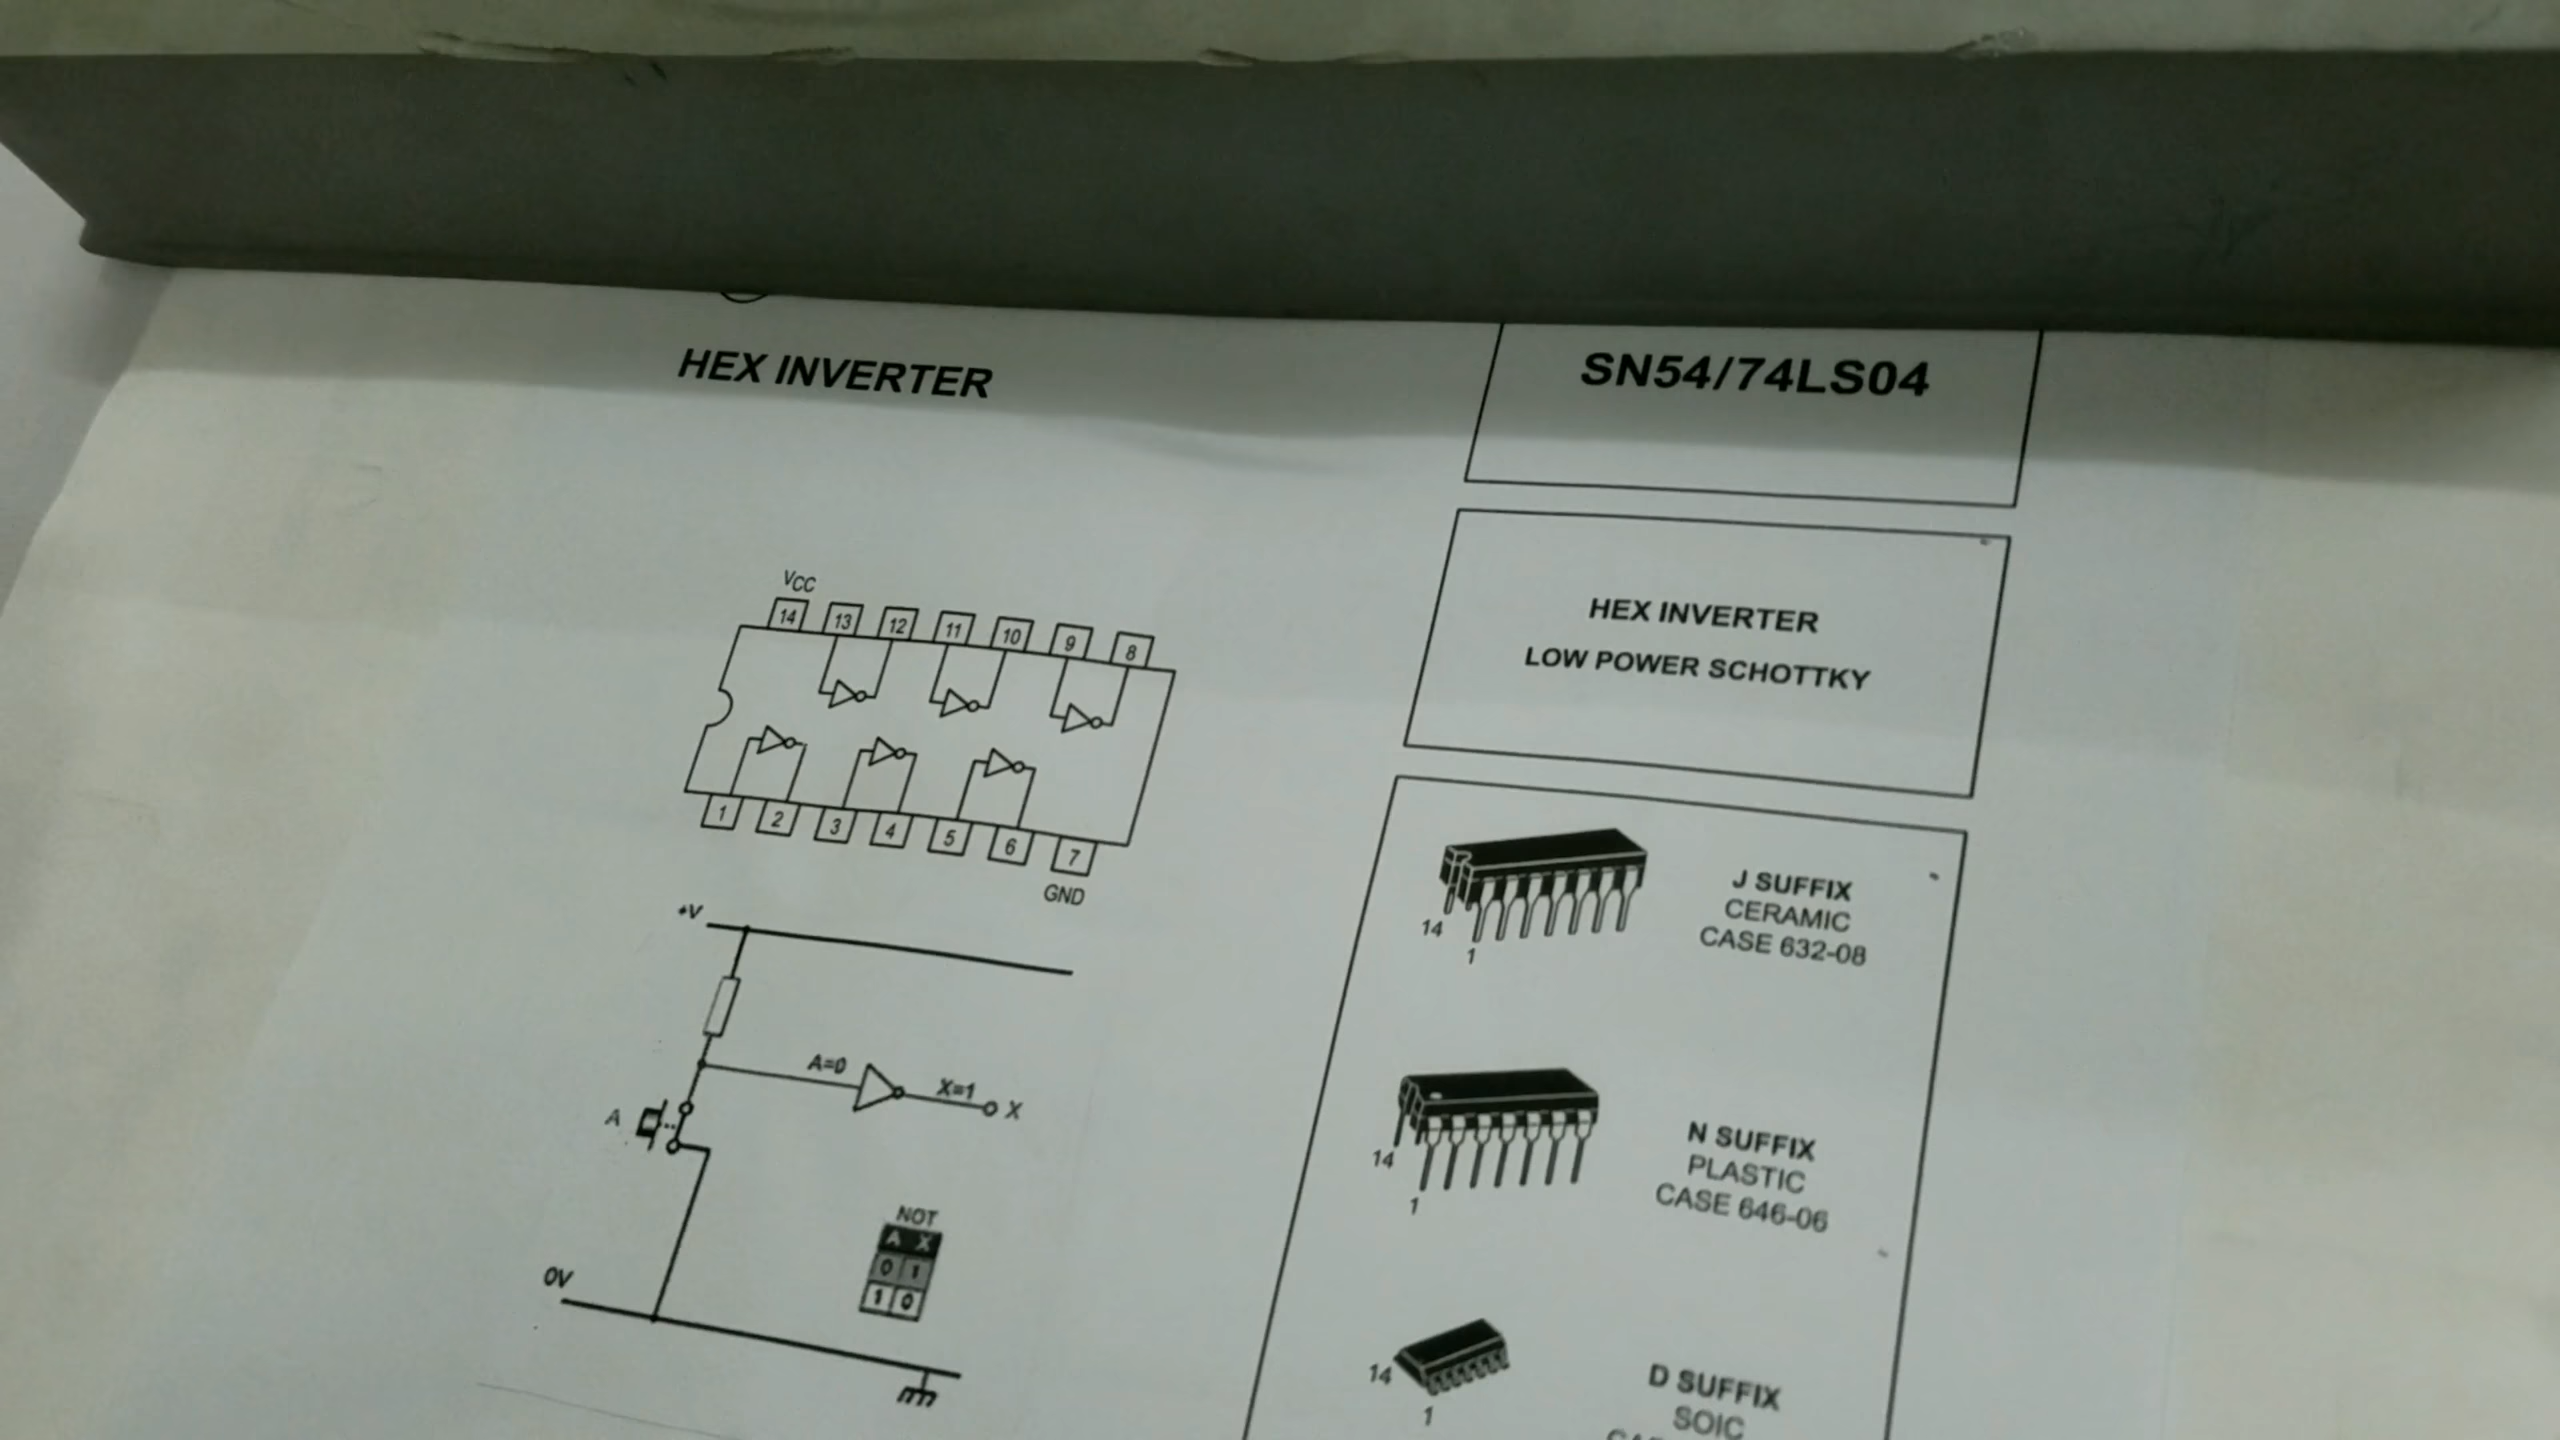 HEX INVERTER
SN54/74LS04
HEX INVERTER
LOW POWER SCHOTTKY
VCC
14 13 12 11 10 9 8
1 2 3 4 5 6 7
GND
+V
A=0
X=1
X
A
0V
NOT
A X
0 1
1 0
J SUFFIX
CERAMIC
CASE 632-08
14
1
N SUFFIX
PLASTIC
CASE 646-06
14
1
D SUFFIX
SOIC
14
1